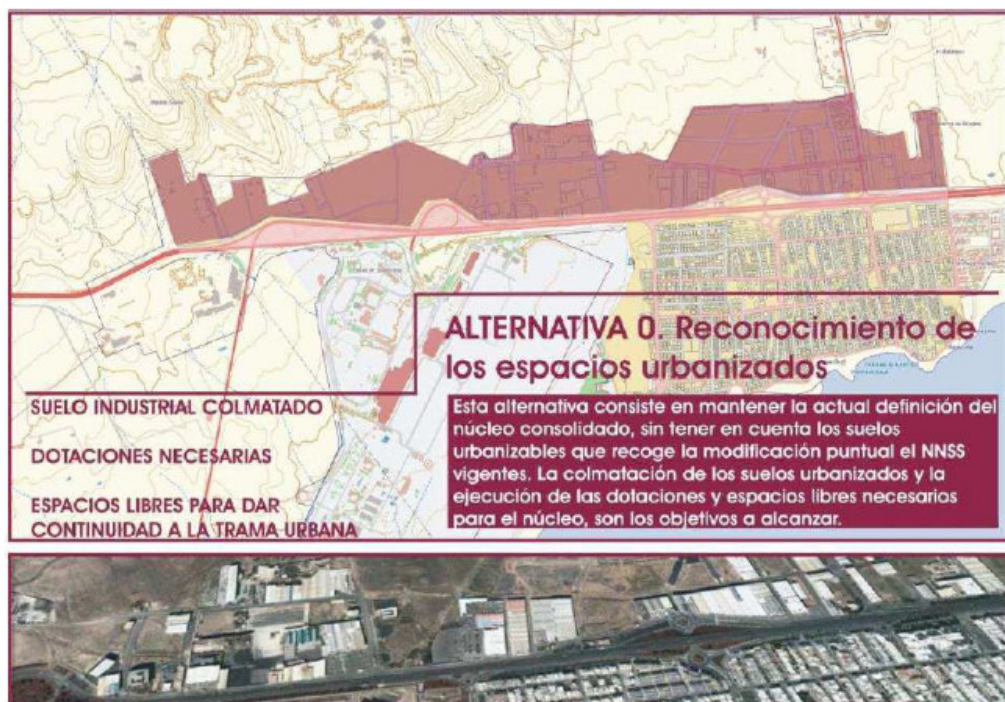 ALTERNATIVA 0. Reconocimiento de
los espacios urbanizados
SUELO INDUSTRIAL COLMATADO
DOTACIONES NECESARIAS
ESPACIOS LIBRES PARA DAR
CONTINUIDAD A LA TRAMA URBANA
Esta alternativa consiste en mantener la actual definición del
núcleo consolidado, sin tener en cuenta los suelos
urbanizables que recoge la modificación puntual el NNSS
vigentes. La colmatación de los suelos urbanizados y la
ejecución de las dotaciones y espacios libres necesarios
para el núcleo, son los objetivos a alcanzar.